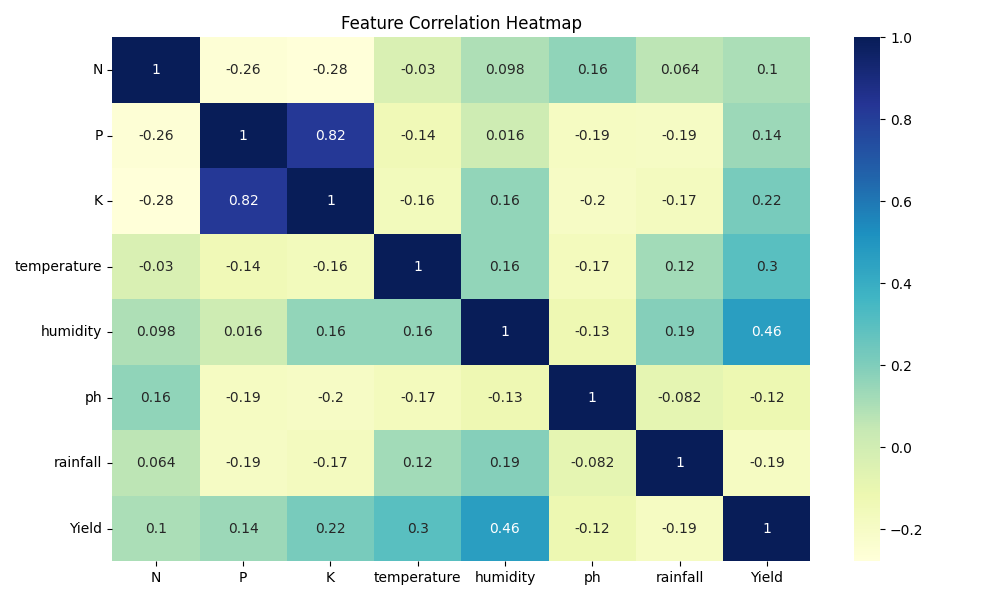 Feature Correlation Heatmap
N 1 -0.26 -0.28 -0.03 0.098 0.16 0.064 0.1
P -0.26 1 0.82 -0.14 0.016 -0.19 -0.19 0.14
K -0.28 0.82 1 -0.16 0.16 -0.2 -0.17 0.22
temperature -0.03 -0.14 -0.16 1 0.16 -0.17 0.12 0.3
humidity 0.098 0.016 0.16 0.16 1 -0.13 0.19 0.46
ph 0.16 -0.19 -0.2 -0.17 -0.13 1 -0.082 -0.12
rainfall 0.064 -0.19 -0.17 0.12 0.19 -0.082 1 -0.19
Yield 0.1 0.14 0.22 0.3 0.46 -0.12 -0.19 1
N P K temperature humidity ph rainfall Yield
1.0
0.8
0.6
0.4
0.2
0.0
−0.2